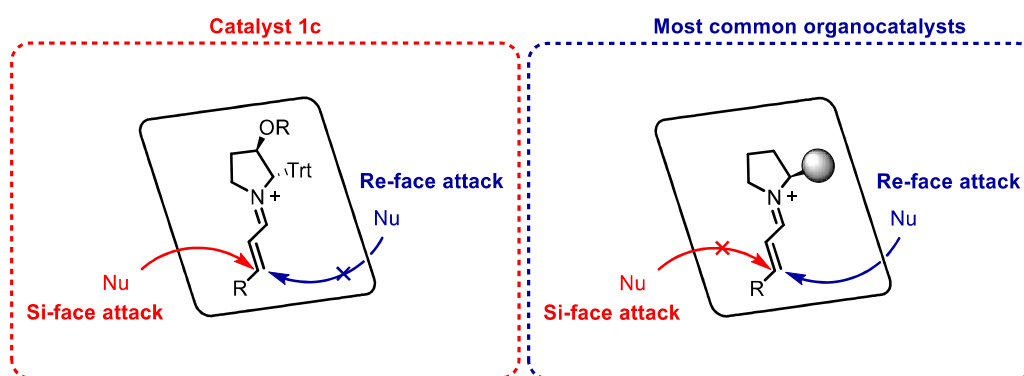 Catalyst 1c
OR
Trt
N
+
Re-face attack
Nu
Nu
R
Si-face attack
Most common organocatalysts
N
+
Re-face attack
Nu
Nu
R
Si-face attack